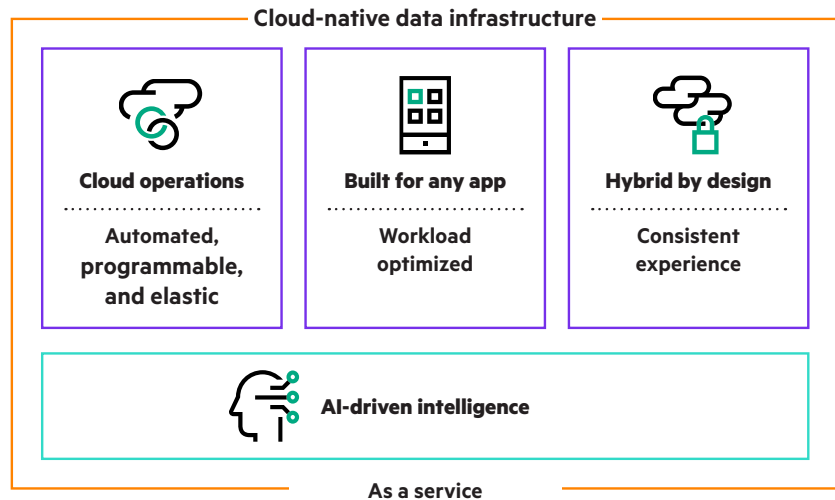 Cloud-native data infrastructure
Cloud operations
Automated,
programmable,
and elastic
Built for any app
Workload
optimized
Hybrid by design
Consistent
experience
AI-driven intelligence
As a service